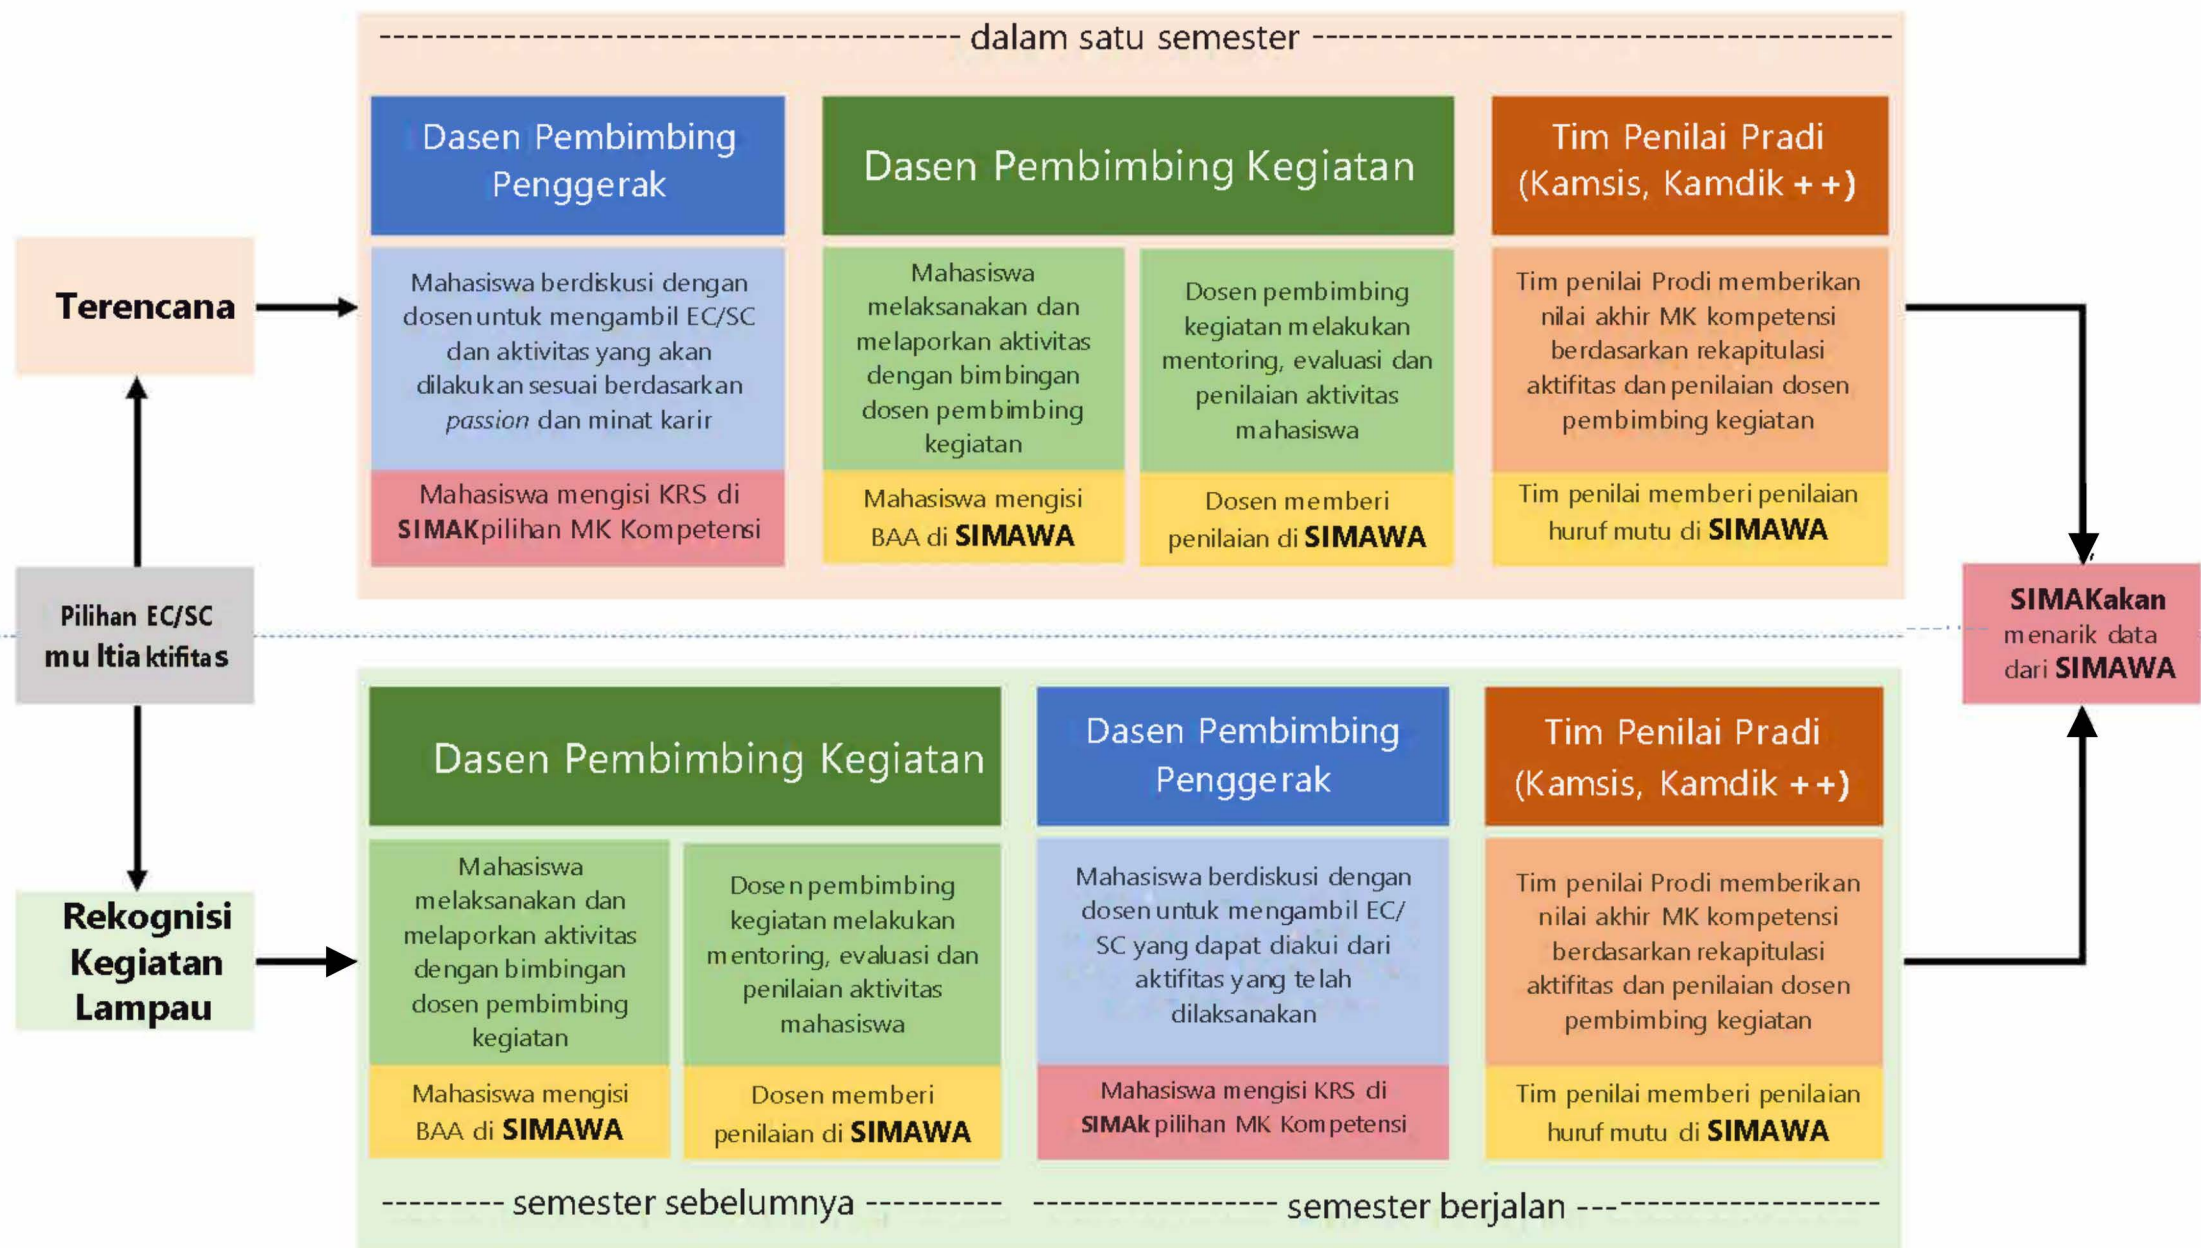 dalam satu semester
Dasen Pembimbing
Penggerak
Dasen Pembimbing Kegiatan
Tim Penilai Pradi
(Kamsis, Kamdik ++)
Terencana
Mahasiswa berdiskusi dengan
dosen untuk mengambil EC/SC
dan aktivitas yang akan
dilakukan sesuai berdasarkan
passion dan minat karir
Mahasiswa mengisi KRS di
SIMAK pilihan MK Kompetensi
Mahasiswa
melaksanakan dan
melaporkan aktivitas
dengan bimbingan
dosen pembimbing
kegiatan
Mahasiswa mengisi
BAA di SIMAWA
Dosen pembimbing
kegiatan melakukan
mentoring, evaluasi dan
penilaian aktivitas
mahasiswa
Dosen memberi
penilaian di SIMAWA
Tim penilai Prodi memberikan
nilai akhir MK kompetensi
berdasarkan rekapitulasi
aktifitas dan penilaian dosen
pembimbing kegiatan
Tim penilai memberi penilaian
huruf mutu di SIMAWA
Pilihan EC/SC
multiaktifitas
SIMAKakan
menarik data
dari SIMAWA
Dasen Pembimbing Kegiatan
Dasen Pembimbing
Penggerak
Tim Penilai Pradi
(Kamsis, Kamdik ++)
Rekognisi
Kegiatan
Lampau
Mahasiswa
melaksanakan dan
melaporkan aktivitas
dengan bimbingan
dosen pembimbing
kegiatan
Mahasiswa mengisi
BAA di SIMAWA
Dosen pembimbing
kegiatan melakukan
mentoring, evaluasi dan
penilaian aktivitas
mahasiswa
Dosen memberi
penilaian di SIMAWA
Mahasiswa berdiskusi dengan
dosen untuk mengambil EC/
SC yang dapat diakui dari
aktifitas yang telah
dilaksanakan
Mahasiswa mengisi KRS di
SIMAk pilihan MK Kompetensi
Tim penilai Prodi memberikan
nilai akhir MK kompetensi
berdasarkan rekapitulasi
aktifitas dan penilaian dosen
pembimbing kegiatan
Tim penilai memberi penilaian
huruf mutu di SIMAWA
semester sebelumnya
semester berjalan